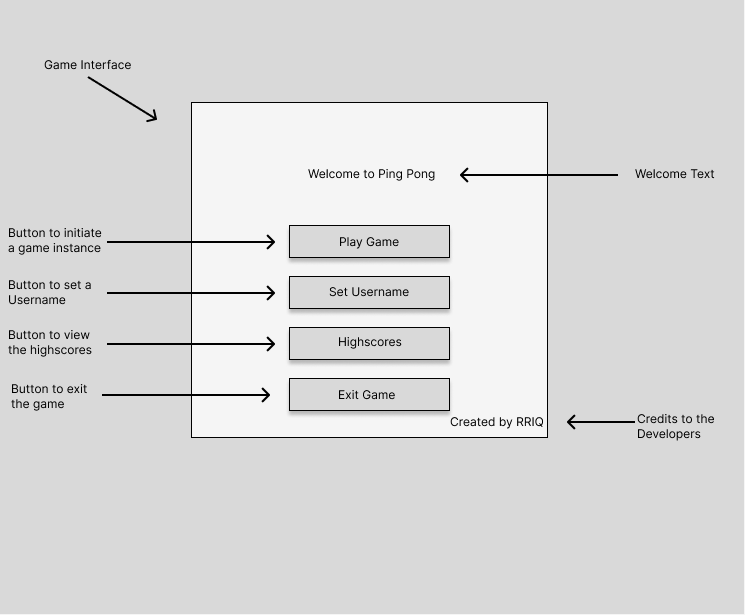 Game Interface
Welcome to Ping Pong
Welcome Text
Button to initiate
a game instance
Play Game
Button to set a
Username
Set Username
Button to view
the highscores
Highscores
Button to exit
the game
Exit Game
Created by RRIQ
Credits to the
Developers